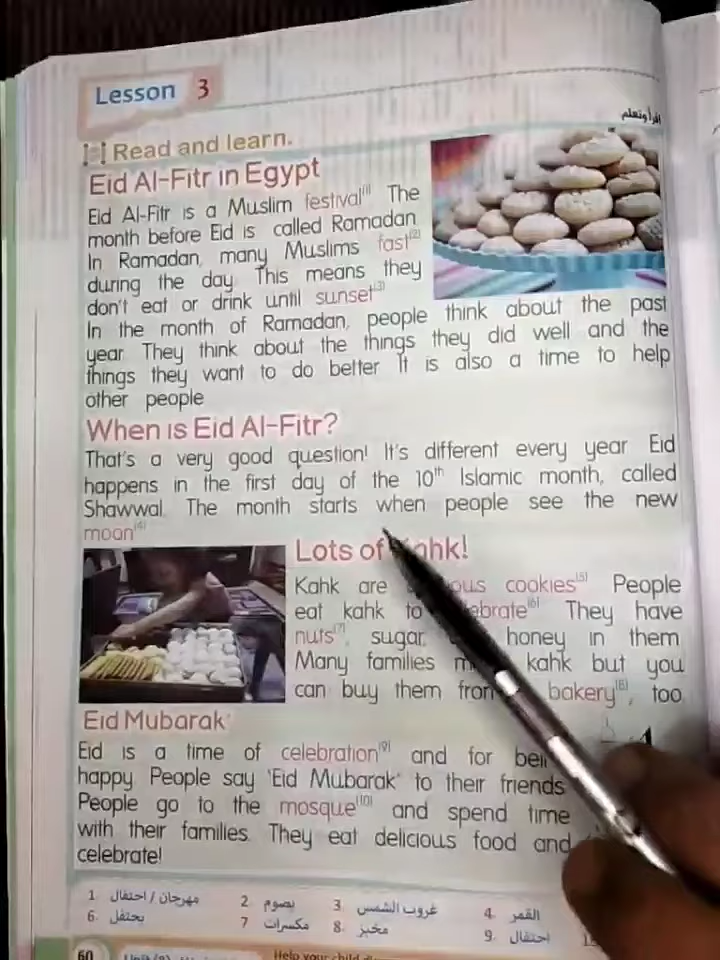 Lesson 3
اقرأ وتعلم
Read and learn.
Eid Al-Fitr in Egypt
Eid Al-Fitr is a Muslim festival(1) The
month before Eid is called Ramadan
In Ramadan, many Muslims fast(2)
during the day. This means they
don't eat or drink until sunset(3)
In the month of Ramadan, people think about the past
year. They think about the things they did well and the
things they want to do better It is also a time to help
other people
When is Eid Al-Fitr?
That's a very good question! It's different every year Eid
happens in the first day of the 10th Islamic month, called
Shawwal. The month starts when people see the new
moon(4)
Lots of Kahk!
Kahk are cookies(5) People
eat kahk to They have
nuts(7), sugar, honey in them
Many families kahk but you
can buy them from bakery(8), too
Eid Mubarak
Eid is a time of celebration(9) and for
happy. People say 'Eid Mubarak' to their friends
People go to the mosque(10) and spend time
with their families. They eat delicious food and
celebrate!
1. مهرجان / احتفال 2. يصوم 3. غروب الشمس 4. القمر
6. يحتفل 7. مكسرات 8. مخبز 9. احتفال
60 Help your child